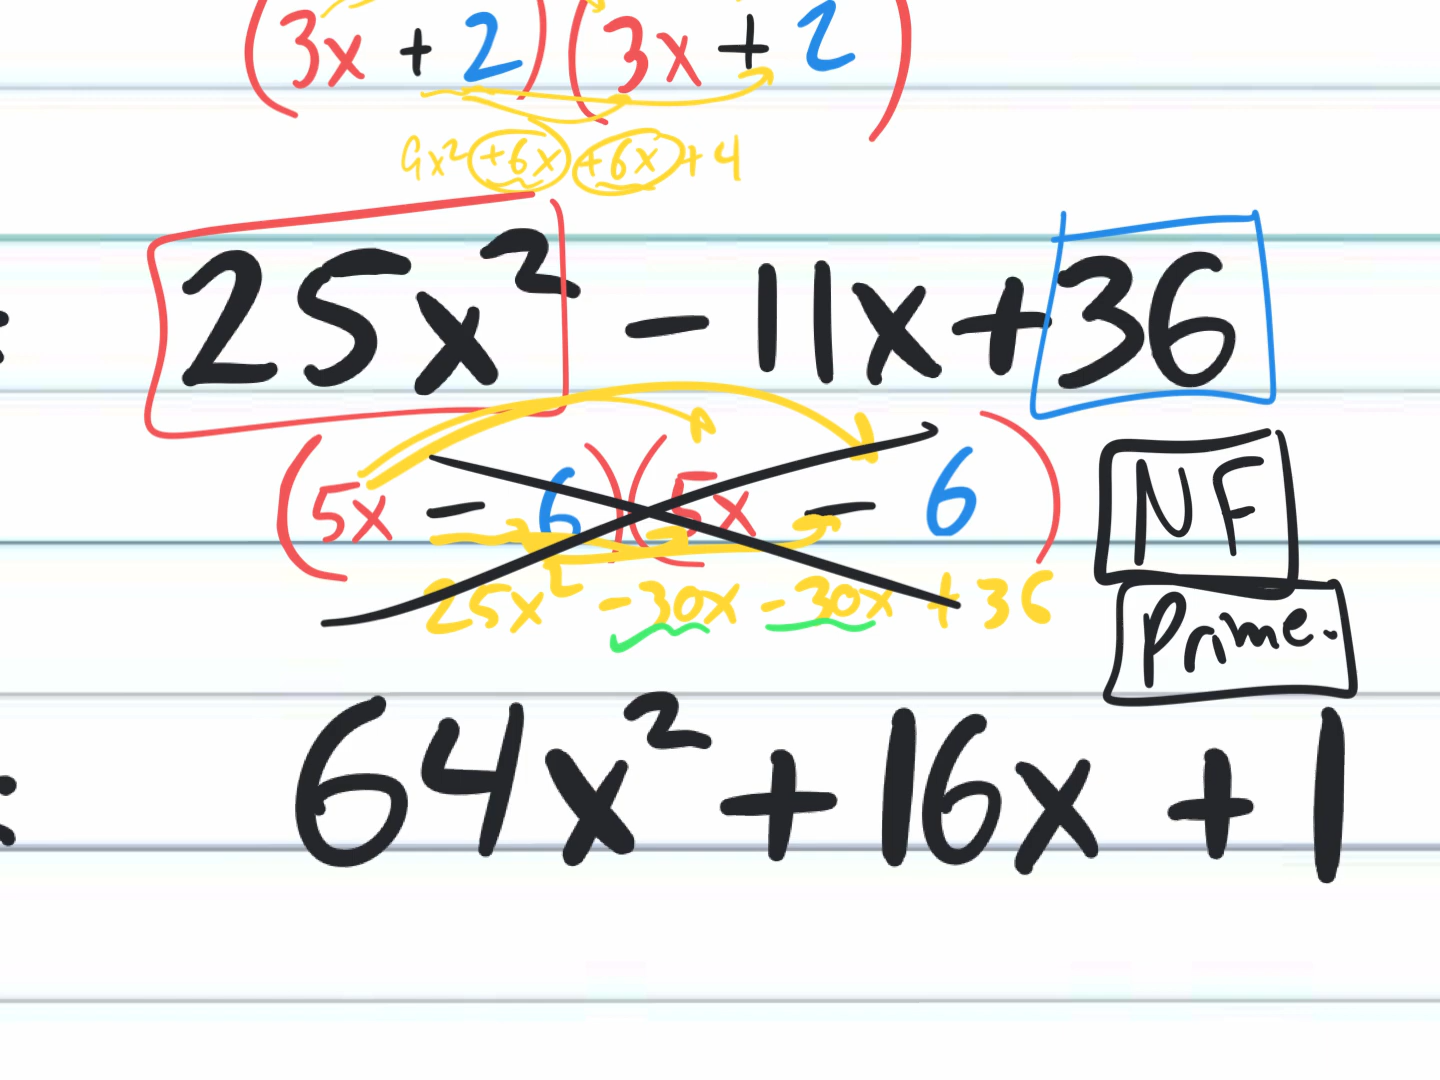 (3x + 2)(3x + 2)
9x² +6x +6x + 4
: 25x² - 11x + 36
(5x - 6)(5x - 6) NF
25x² - 30x - 30x + 36 Prime.
: 64x² + 16x + 1